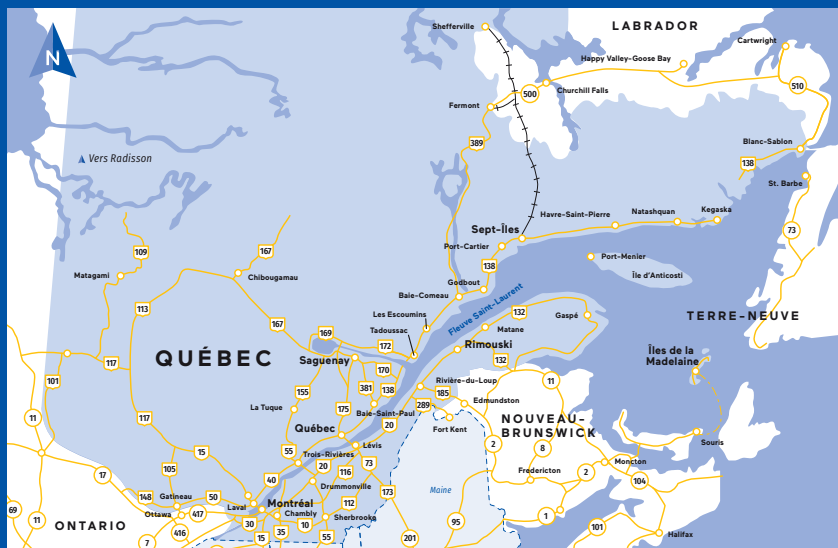 LABRADOR
Shefferville
Cartwright
N
Happy Valley-Goose Bay
500
Churchill Falls
510
Fermont
389
Blanc-Sablon
Vers Radisson
138
St. Barbe
Havre-Saint-Pierre
Natashquan
Kegaska
Sept-Îles
73
109
167
Port-Cartier
Port-Menier
138
Île d'Anticosti
Matagami
Chibougamau
Godbout
Baie-Comeau
Fleuve Saint-Laurent
113
Les Escoumins
132
Gaspé
TERRE-NEUVE
167
169
Tadoussac
Matane
172
Rimouski
Îles de la
Madelaine
QUÉBEC
Saguenay
132
117
170
101
Rivière-du-Loup
11
155
381
138
185
La Tuque
175
Baie-Saint-Paul
289
Edmundston
11
117
Québec
20
Fort Kent
NOUVEAU-
BRUNSWICK
Souris
15
55
Lévis
2
8
Trois-Rivières
105
20
73
Moncton
17
116
Fredericton
2
40
Drummonville
104
148
Gatineau
50
173
Maine
Laval
Montréal
112
69
Ottawa
417
Chambly
Sherbrooke
11
30
10
95
1
ONTARIO
416
35
101
7
15
55
201
Halifax